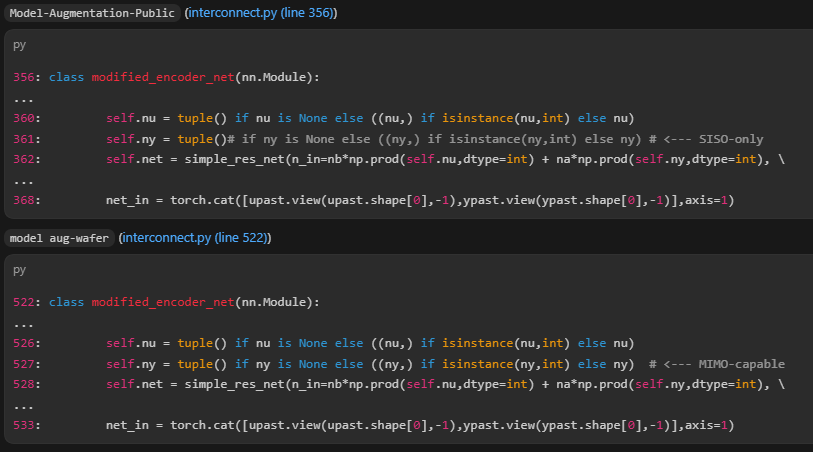 Model-Augmentation-Public (interconnect.py (line 356))
py
356: class modified_encoder_net(nn.Module):
...
360:         self.nu = tuple() if nu is None else ((nu,) if isinstance(nu,int) else nu)
361:         self.ny = tuple()# if ny is None else ((ny,) if isinstance(ny,int) else ny) # <--- SISO-only
362:         self.net = simple_res_net(n_in=nb*np.prod(self.nu,dtype=int) + na*np.prod(self.ny,dtype=int), \
...
368:         net_in = torch.cat([upast.view(upast.shape[0],-1),ypast.view(ypast.shape[0],-1)],axis=1)
model aug-wafer (interconnect.py (line 522))
py
522: class modified_encoder_net(nn.Module):
...
526:         self.nu = tuple() if nu is None else ((nu,) if isinstance(nu,int) else nu)
527:         self.ny = tuple() if ny is None else ((ny,) if isinstance(ny,int) else ny)  # <--- MIMO-capable
528:         self.net = simple_res_net(n_in=nb*np.prod(self.nu,dtype=int) + na*np.prod(self.ny,dtype=int), \
...
533:         net_in = torch.cat([upast.view(upast.shape[0],-1),ypast.view(ypast.shape[0],-1)],axis=1)